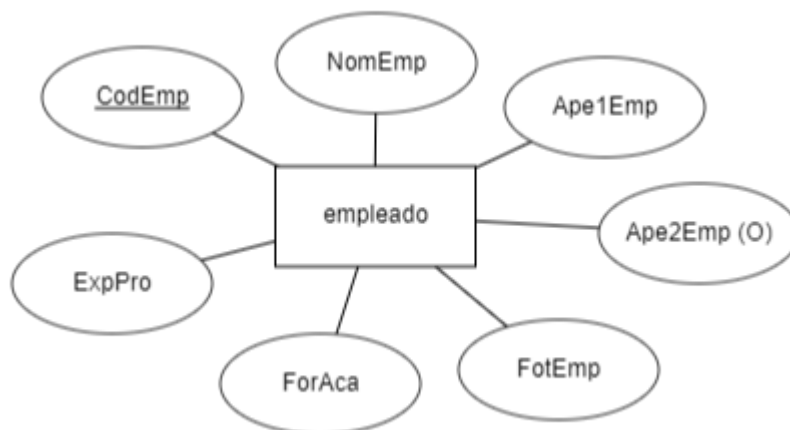 NomEmp
CodEmp
Ape1Emp
empleado
Ape2Emp (O)
ExpPro
ForAca
FotEmp